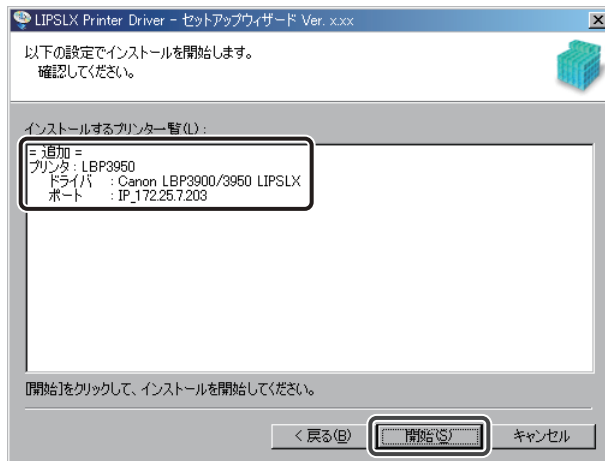 LIPSLX Printer Driver - セットアップウィザード Ver. x.xx
以下の設定でインストールを開始します。
確認してください。
インストールするプリンター覧(L) :
= 追加 =
プリンタ : LBP3950
ドライバ : Canon LBP3900/3950 LIPSLX
ポート : IP_172.25.7.203
[開始]をクリックして、インストールを開始してください。
< 戻る(B)
開始(S)
キャンセル